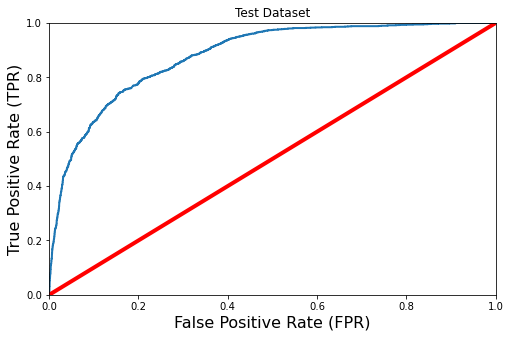 Test Dataset
True Positive Rate (TPR)
1.0
0.8
0.6
0.4
0.2
0.0
0.0 0.2 0.4 0.6 0.8 1.0
False Positive Rate (FPR)